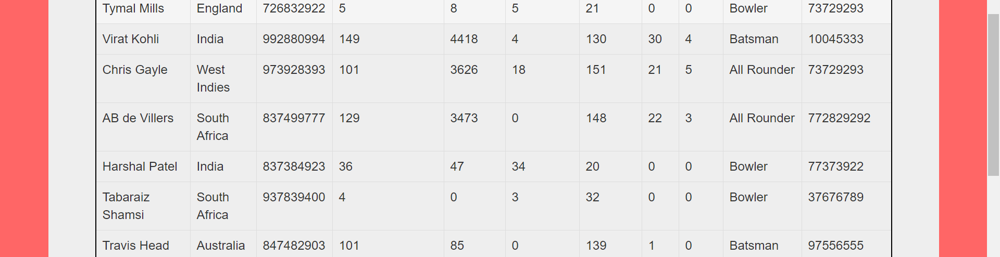 Tymal Mills England 726832922 5 8 5 21 0 0 Bowler 73729293
Virat Kohli India 992880994 149 4418 4 130 30 4 Batsman 10045333
Chris Gayle West 973928393 101 3626 18 151 21 5 All Rounder 73729293
Indies
AB de Villers South 837499777 129 3473 0 148 22 3 All Rounder 772829292
Africa
Harshal Patel India 837384923 36 47 34 20 0 0 Bowler 77373922
Tabaraiz South 937839400 4 0 3 32 0 0 Bowler 37676789
Shamsi Africa
Travis Head Australia 847482903 101 85 0 139 1 0 Batsman 97556555